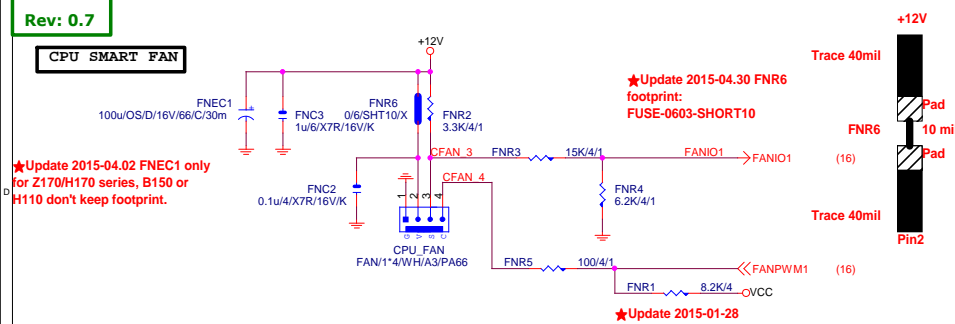 Rev: 0.7
CPU SMART FAN
+12V
+12V
Trace 40mil
★Update 2015-04.30 FNR6
footprint:
FUSE-0603-SHORT10
FNEC1
100u/OS/D/16V/66/C/30m
FNC3
1u/6/X7R/16V/K
FNR6
0/6/SHT10/X
FNR2
3.3K/4/1
Pad
FNR6
10 mi
Pad
★Update 2015-04.02 FNEC1 only
for Z170/H170 series, B150 or
H110 don't keep footprint.
CFAN_3
FNR3
15K/4/1
FANIO1
FANIO1
(16)
D
FNC2
0.1u/4/X7R/16V/K
CFAN_4
FNR4
6.2K/4/1
1
2
3
4
G
V
S
C
Trace 40mil
Pin2
CPU_FAN
FAN/1*4/WH/A3/PA66
FNR5
100/4/1
FANPWM1
(16)
FNR1
8.2K/4
VCC
★Update 2015-01-28